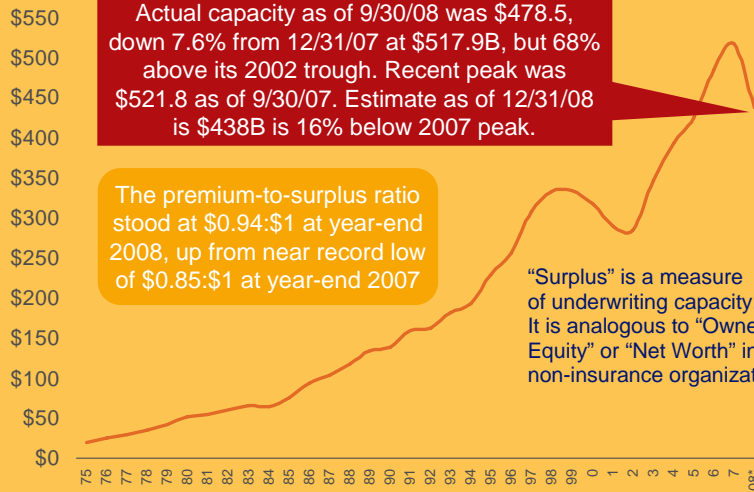 $550
$500
$450
$400
$350
$300
$250
$200
$150
$100
$50
$0
Actual capacity as of 9/30/08 was $478.5,
down 7.6% from 12/31/07 at $517.9B, but 68%
above its 2002 trough. Recent peak was
$521.8 as of 9/30/07. Estimate as of 12/31/08
is $438B is 16% below 2007 peak.
The premium-to-surplus ratio
stood at $0.94:$1 at year-end
2008, up from near record low
of $0.85:$1 at year-end 2007
“Surplus” is a measure
of underwriting capacity
It is analogous to “Owne
Equity” or “Net Worth” in
non-insurance organizat
75 76 77 78 79 80 81 82 83 84 85 86 87 88 89 90 91 92 93 94 95 96 97 98 99 0 1 2 3 4 5 6 7 08*